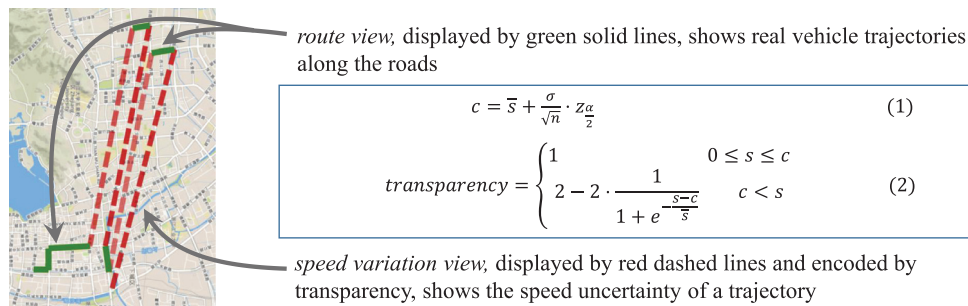 route view, displayed by green solid lines, shows real vehicle trajectories
along the roads
c = s̅ + σ/√n · z_{α/2} (1)
transparency = { 1 0 ≤ s ≤ c
2 − 2 · 1/(1 + e^{−(s−c)/s̅}) c < s (2)
speed variation view, displayed by red dashed lines and encoded by
transparency, shows the speed uncertainty of a trajectory